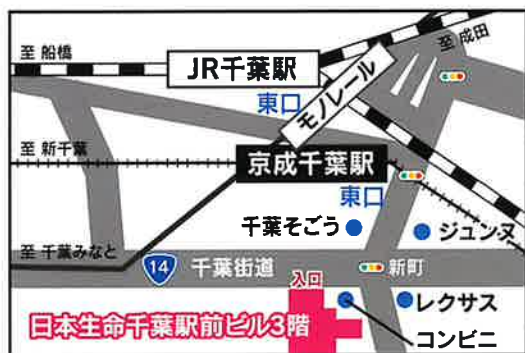 至 船橋
JR千葉駅
至 成田
東口
モノレール
至 新千葉
京成千葉駅
東口
千葉そごう
ジュンヌ
至 千葉みなと
14
千葉街道
新町
入口
日本生命千葉駅前ビル3階
レクサス
コンビニ